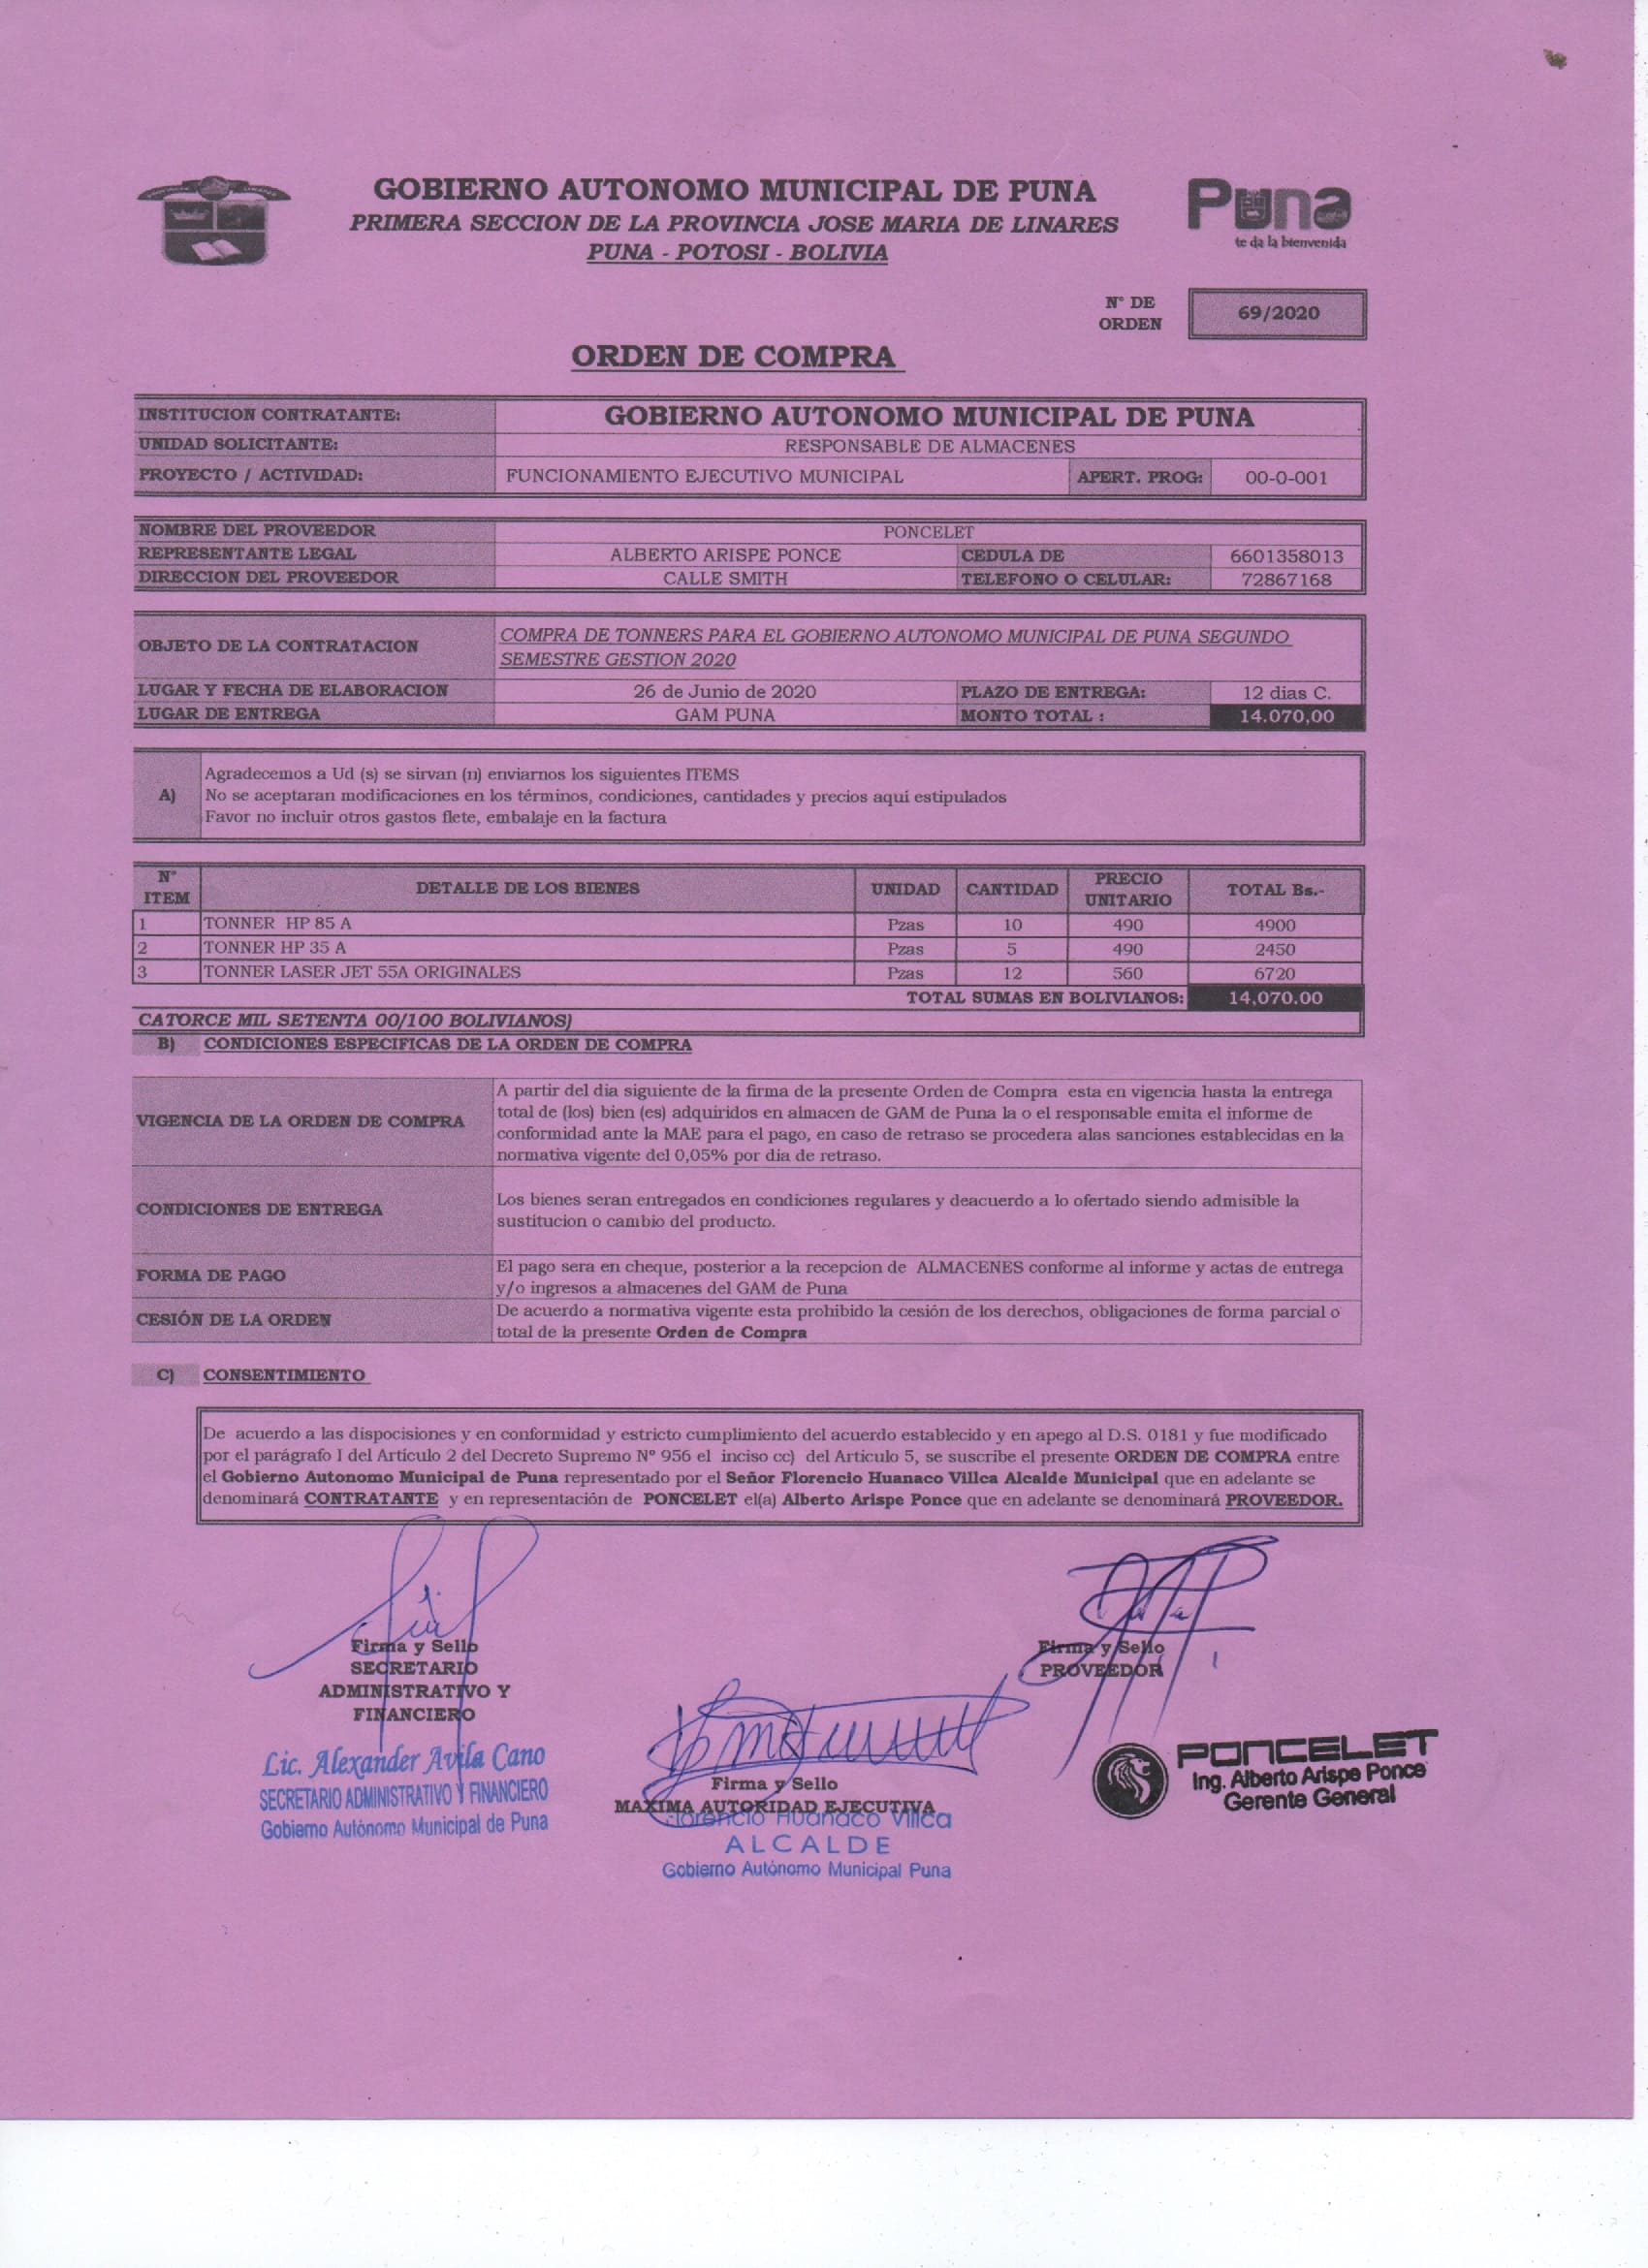 GOBIERNO AUTONOMO MUNICIPAL DE PUNA
PRIMERA SECCION DE LA PROVINCIA JOSE MARIA DE LINARES
PUNA - POTOSI - BOLIVIA
Puna
te da la bienvenida
N° DE ORDEN 69/2020
ORDEN DE COMPRA
INSTITUCION CONTRATANTE: GOBIERNO AUTONOMO MUNICIPAL DE PUNA
UNIDAD SOLICITANTE: RESPONSABLE DE ALMACENES
PROYECTO / ACTIVIDAD: FUNCIONAMIENTO EJECUTIVO MUNICIPAL APERT. PROG: 00-0-001
NOMBRE DEL PROVEEDOR PONCELET
REPRESENTANTE LEGAL ALBERTO ARISPE PONCE CEDULA DE 6601358013
DIRECCION DEL PROVEEDOR CALLE SMITH TELEFONO O CELULAR: 72867168
OBJETO DE LA CONTRATACION COMPRA DE TONNERS PARA EL GOBIERNO AUTONOMO MUNICIPAL DE PUNA SEGUNDO
SEMESTRE GESTION 2020
LUGAR Y FECHA DE ELABORACION 26 de Junio de 2020 PLAZO DE ENTREGA: 12 dias C.
LUGAR DE ENTREGA GAM PUNA MONTO TOTAL : 14.070,00
A)
Agradecemos a Ud (s) se sirvan (n) enviarnos los siguientes ITEMS
No se aceptaran modificaciones en los términos, condiciones, cantidades y precios aqui estipulados
Favor no incluir otros gastos flete, embalaje en la factura
N° ITEM DETALLE DE LOS BIENES UNIDAD CANTIDAD PRECIO UNITARIO TOTAL Bs.-
1 TONNER HP 85 A Pzas 10 490 4900
2 TONNER HP 35 A Pzas 5 490 2450
3 TONNER LASER JET 55A ORIGINALES Pzas 12 560 6720
TOTAL SUMAS EN BOLIVIANOS: 14,070.00
CATORCE MIL SETENTA 00/100 BOLIVIANOS)
B) CONDICIONES ESPECIFICAS DE LA ORDEN DE COMPRA
VIGENCIA DE LA ORDEN DE COMPRA
A partir del dia siguiente de la firma de la presente Orden de Compra esta en vigencia hasta la entrega
total de (los) bien (es) adquiridos en almacen de GAM de Puna la o el responsable emita el informe de
conformidad ante la MAE para el pago, en caso de retraso se procedera alas sanciones establecidas en la
normativa vigente del 0,05% por dia de retraso.
CONDICIONES DE ENTREGA
Los bienes seran entregados en condiciones regulares y deacuerdo a lo ofertado siendo admisible la
sustitucion o cambio del producto.
FORMA DE PAGO
El pago sera en cheque, posterior a la recepcion de ALMACENES conforme al informe y actas de entrega
y/o ingresos a almacenes del GAM de Puna
CESIÓN DE LA ORDEN
De acuerdo a normativa vigente esta prohibido la cesión de los derechos, obligaciones de forma parcial o
total de la presente Orden de Compra
C) CONSENTIMIENTO
De acuerdo a las dispociciones y en conformidad y estricto cumplimiento del acuerdo establecido y en apego al D.S. 0181 y fue modificado
por el parágrafo I del Articulo 2 del Decreto Supremo N° 956 el inciso cc) del Articulo 5, se suscribe el presente ORDEN DE COMPRA entre
el Gobierno Autonomo Municipal de Puna representado por el Señor Florencio Huanaco Villca Alcalde Municipal que en adelante se
denominará CONTRATANTE y en representación de PONCELET el(a) Alberto Arispe Ponce que en adelante se denominará PROVEEDOR.
Firma y Sello
SECRETARIO
ADMINISTRATIVO Y
FINANCIERO
Lic. Alexander Avila Cano
SECRETARIO ADMINISTRATIVO Y FINANCIERO
Gobierno Autónomo Municipal de Puna
Firma y Sello
MAXIMA AUTORIDAD EJECUTIVA
Florencio Huanaco Villca
ALCALDE
Gobierno Autónomo Municipal Puna
Firma y Sello
PROVEEDOR
PONCELET
Ing. Alberto Arispe Ponce
Gerente General